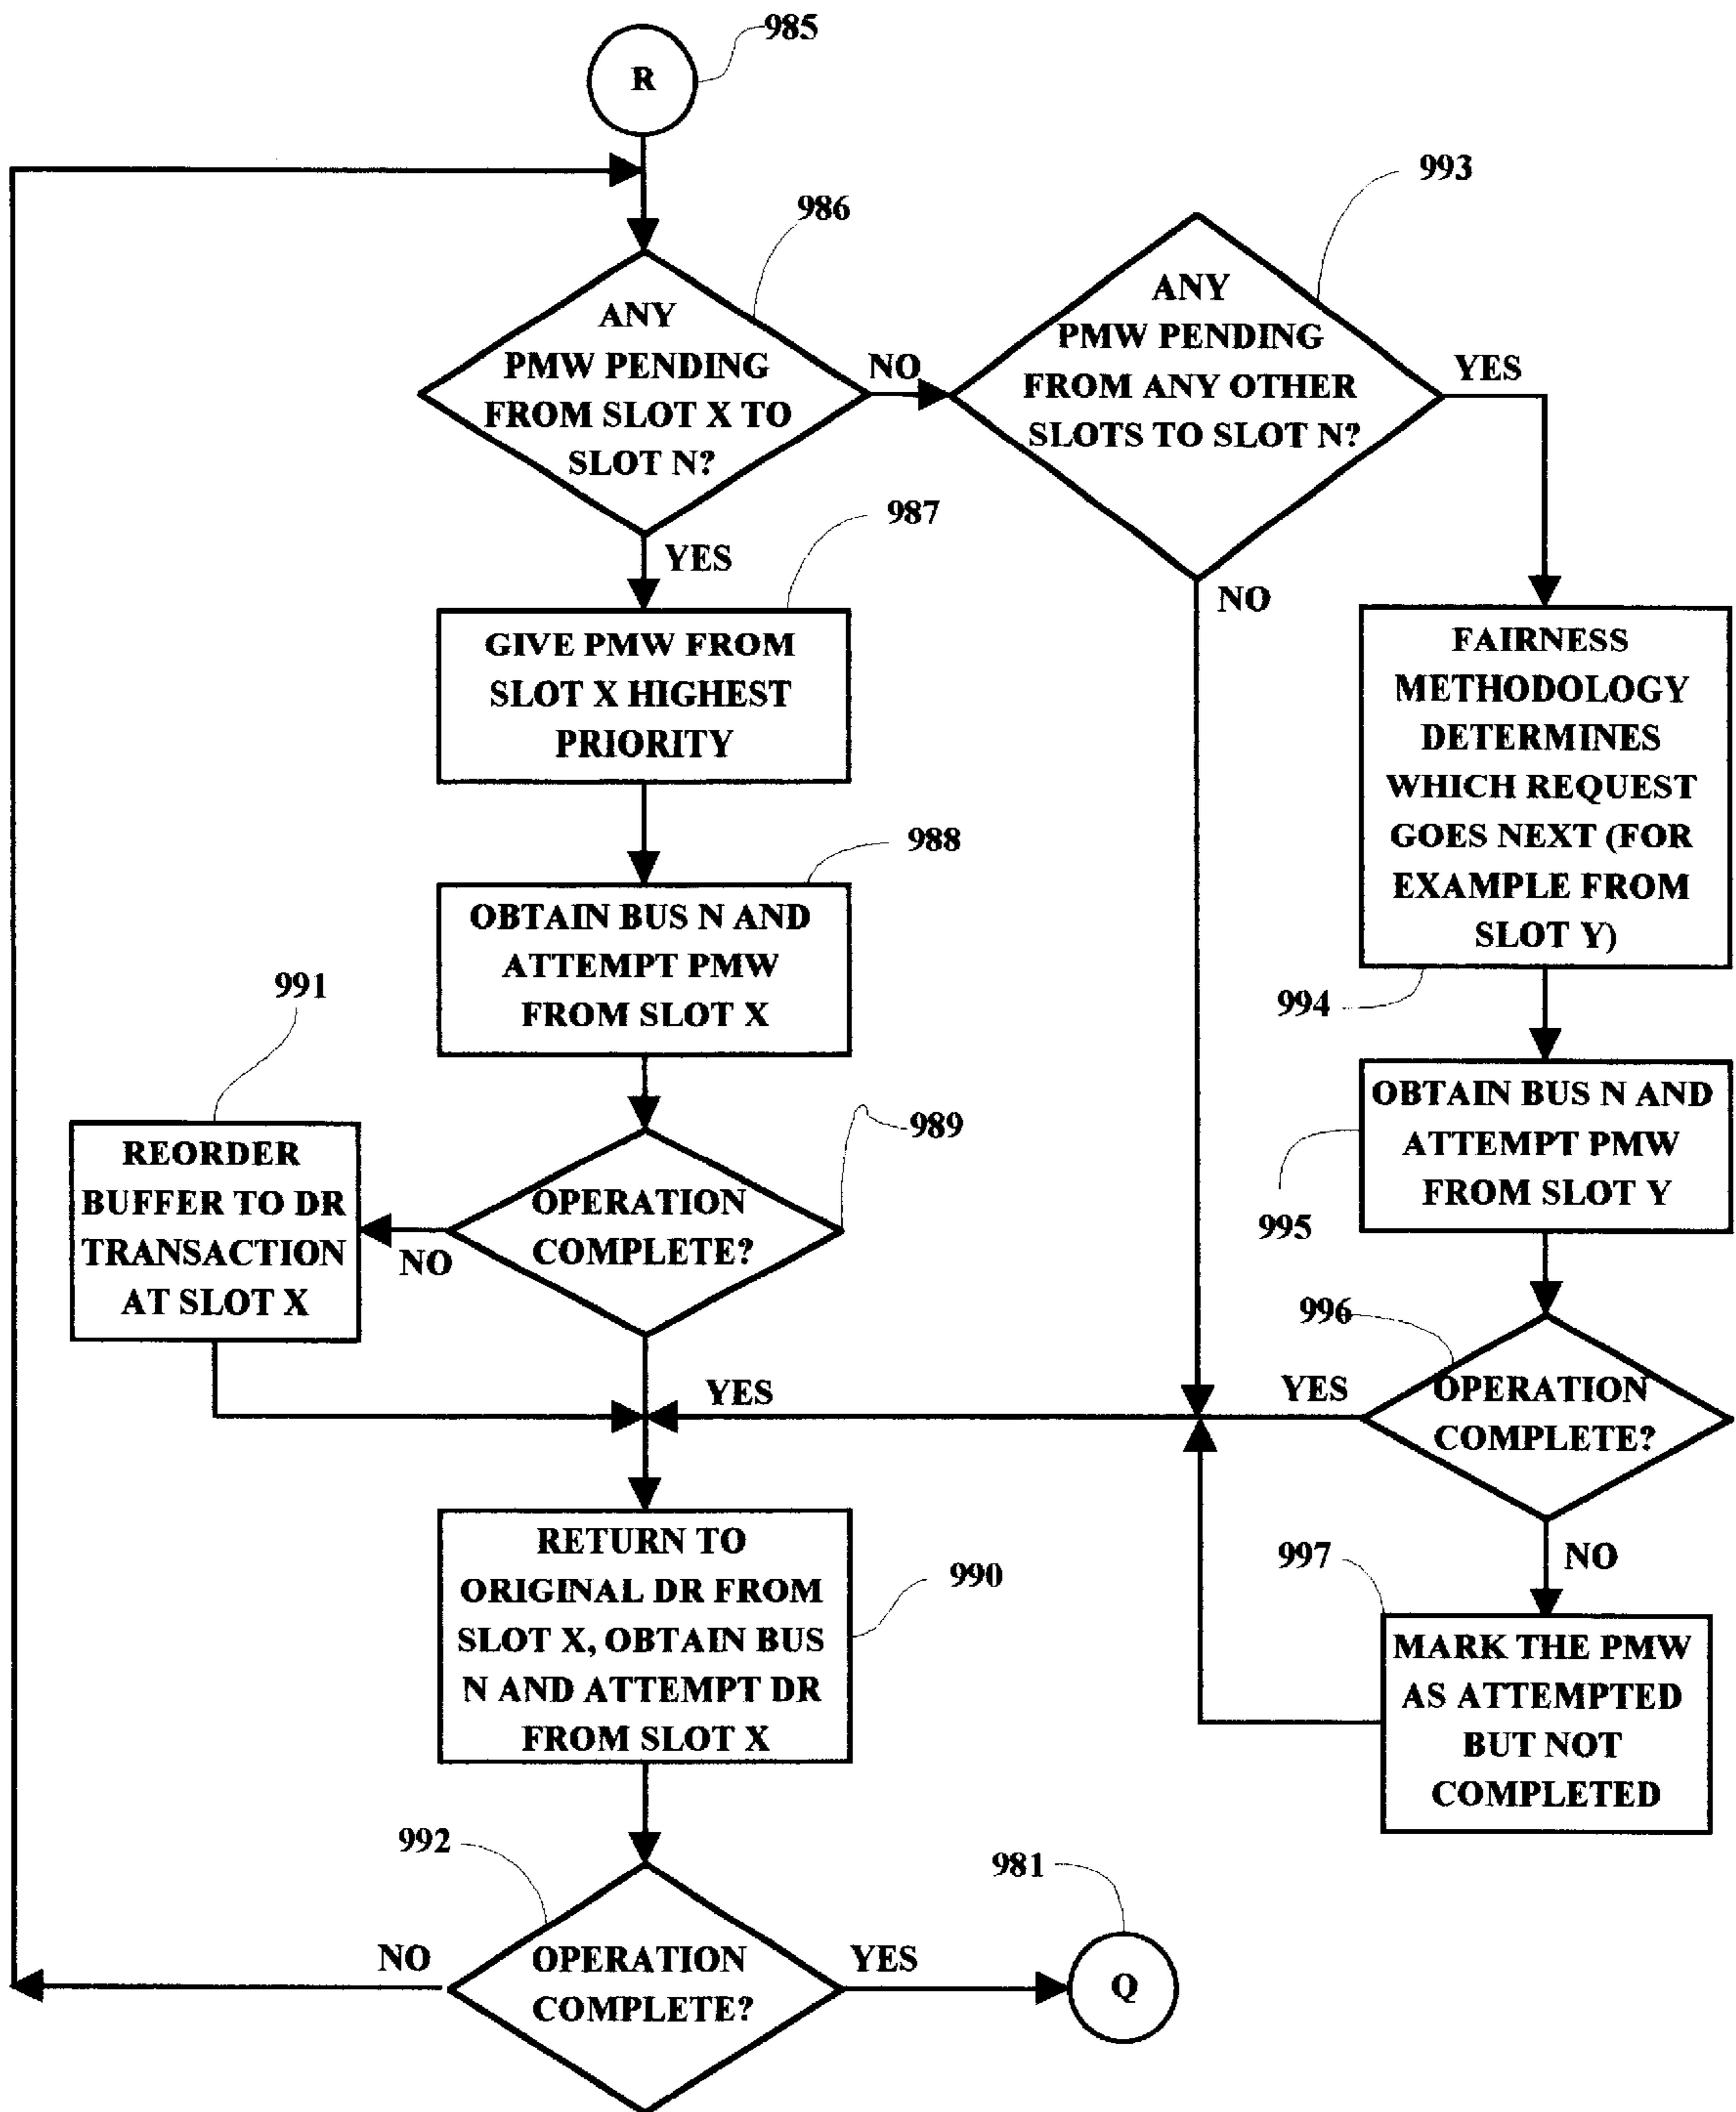 985
R
986
ANY
PMW PENDING
FROM SLOT X TO
SLOT N?
NO
YES
993
ANY
PMW PENDING
FROM ANY OTHER
SLOTS TO SLOT N?
YES
NO
987
GIVE PMW FROM
SLOT X HIGHEST
PRIORITY
988
OBTAIN BUS N AND
ATTEMPT PMW
FROM SLOT X
989
OPERATION
COMPLETE?
NO
YES
991
REORDER
BUFFER TO DR
TRANSACTION
AT SLOT X
FAIRNESS
METHODOLOGY
DETERMINES
WHICH REQUEST
GOES NEXT (FOR
EXAMPLE FROM
SLOT Y)
994
OBTAIN BUS N AND
ATTEMPT PMW
FROM SLOT Y
995
996
OPERATION
COMPLETE?
YES
NO
997
MARK THE PMW
AS ATTEMPTED
BUT NOT
COMPLETED
RETURN TO
ORIGINAL DR FROM
SLOT X, OBTAIN BUS
N AND ATTEMPT DR
FROM SLOT X
990
992
OPERATION
COMPLETE?
NO
YES
981
Q